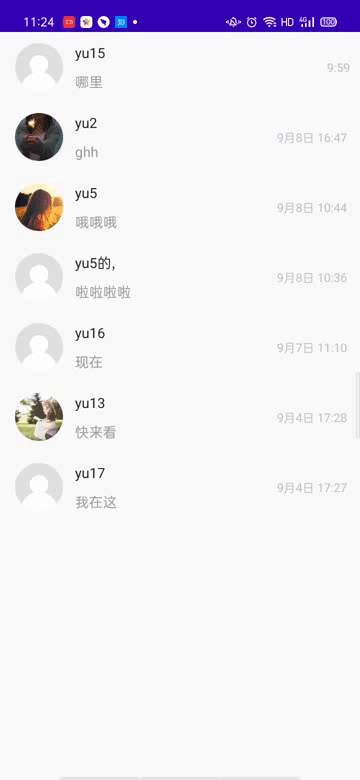 11:24 知 HD 4G 100
yu15
9:59
哪里
yu2
9月8日 16:47
ghh
yu5
9月8日 10:44
哦哦哦
yu5的,
9月8日 10:36
啦啦啦啦
yu16
9月7日 11:10
现在
yu13
9月4日 17:28
快来看
yu17
9月4日 17:27
我在这